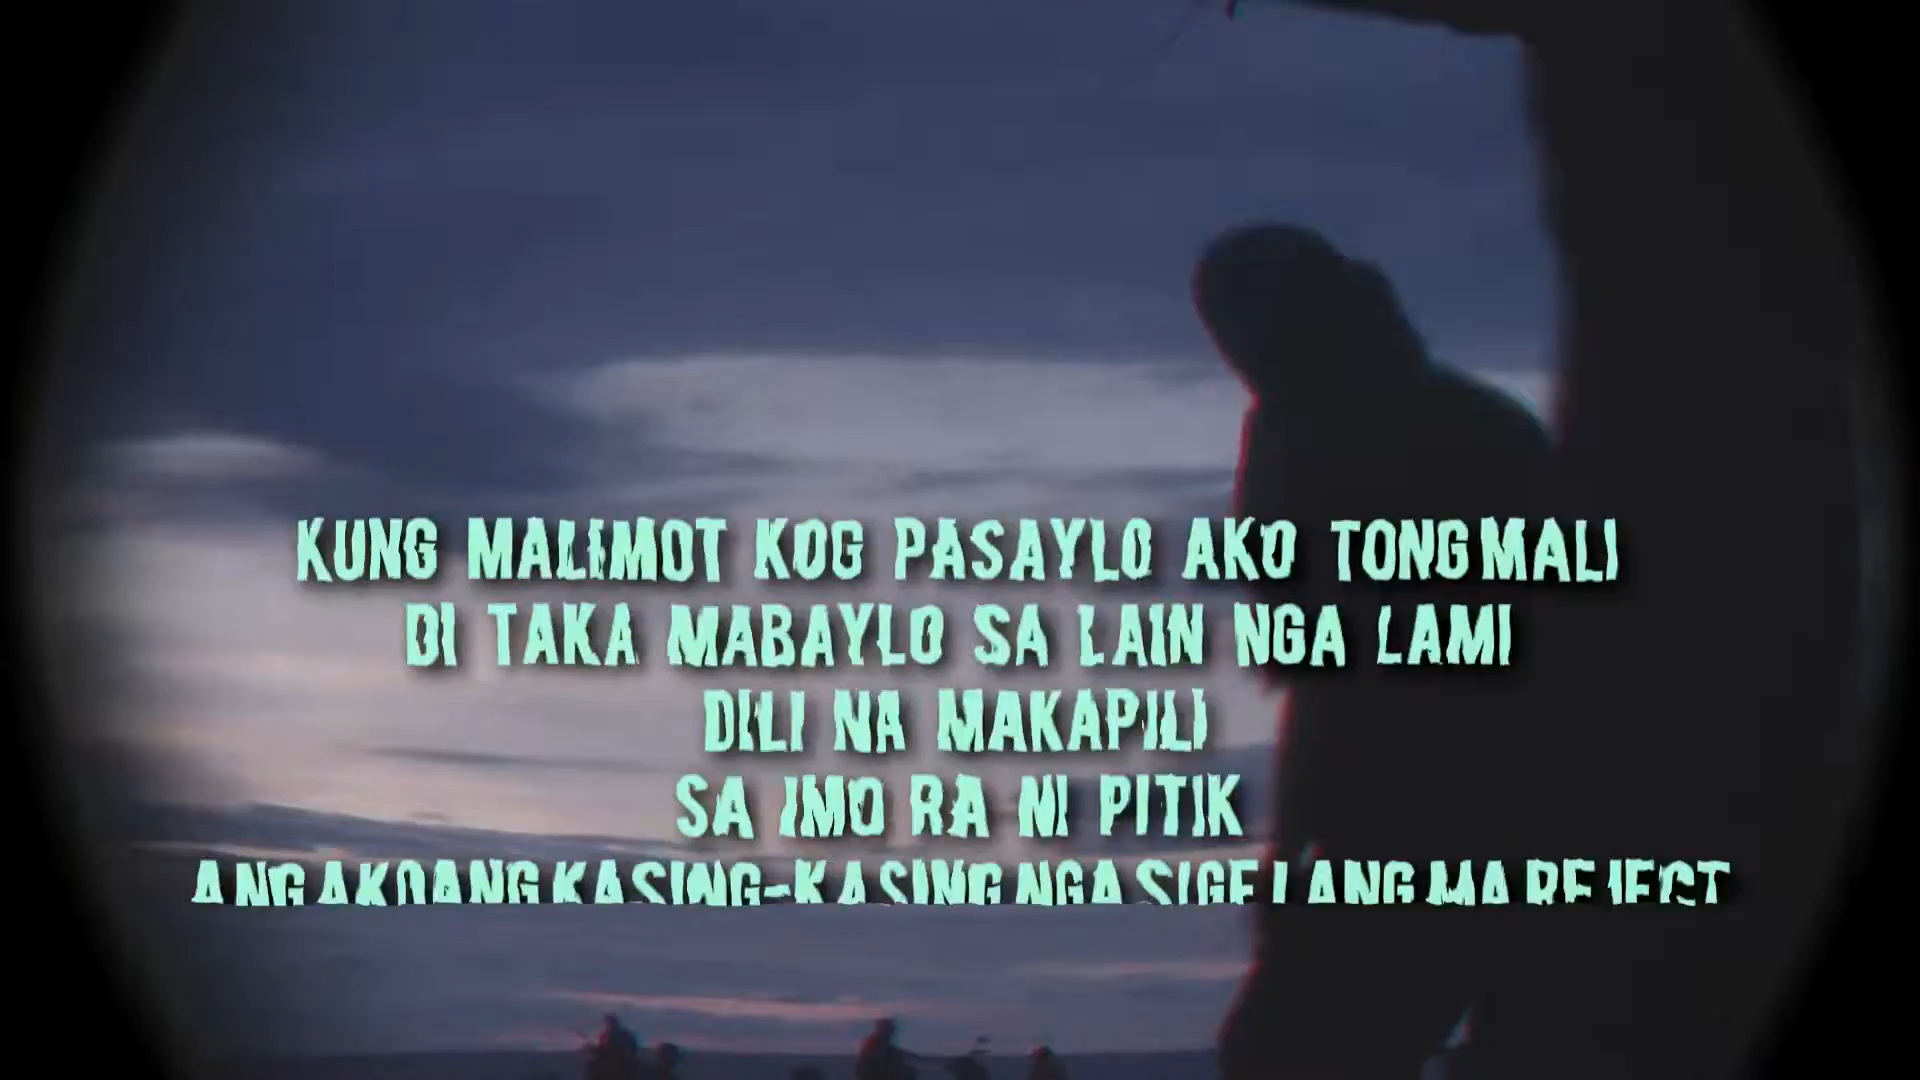 KUNG MALIMOT KOG PASAYLO AKO TONG MALI
DI TAKA MABAYLO SA LAIN NGA LAMI
DILI NA MAKAPILI
SA IMO RA NI PITIK
ANG AKOANG KASING-KASING NGA SIGE LANG MA REJECT